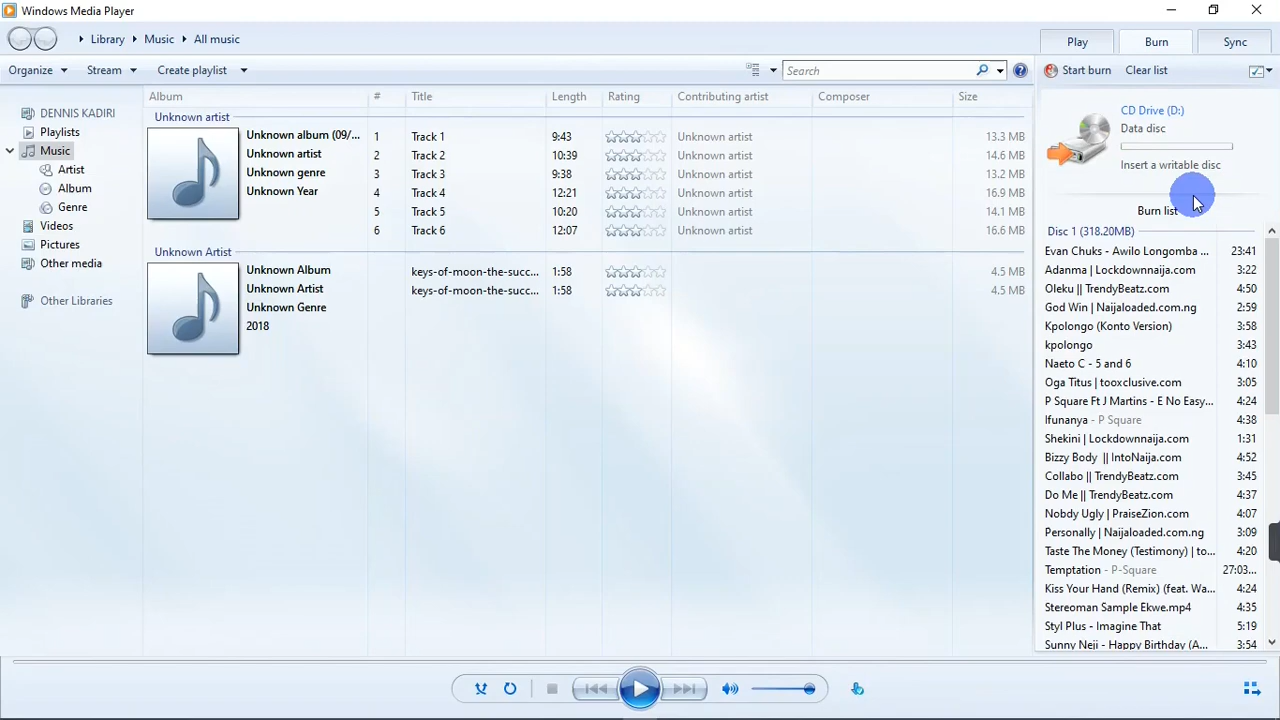 Windows Media Player
Library Music All music
Play Burn Sync
Organize Stream Create playlist
Search
Start burn Clear list
Album # Title Length Rating Contributing artist Composer Size
DENNIS KADIRI
Playlists
Music
Artist
Album
Genre
Videos
Pictures
Other media
Other Libraries
Unknown artist
Unknown album (09/...
Unknown artist
Unknown genre
Unknown Year
1 Track 1 9:43 Unknown artist 13.3 MB
2 Track 2 10:39 Unknown artist 14.6 MB
3 Track 3 9:38 Unknown artist 13.2 MB
4 Track 4 12:21 Unknown artist 16.9 MB
5 Track 5 10:20 Unknown artist 14.1 MB
6 Track 6 12:07 Unknown artist 16.6 MB
Unknown Artist
Unknown Album
Unknown Artist
Unknown Genre
2018
keys-of-moon-the-succ... 1:58 4.5 MB
keys-of-moon-the-succ... 1:58 4.5 MB
CD Drive (D:)
Data disc
Insert a writable disc
Burn list
Disc 1 (318.20MB)
Evan Chuks - Awilo Longomba ... 23:41
Adanma | Lockdownnaija.com 3:22
Oleku || TrendyBeatz.com 4:50
God Win | Naijaloaded.com.ng 2:59
Kpolongo (Konto Version) 3:58
kpolongo 3:43
Naeto C - 5 and 6 4:10
Oga Titus | tooxclusive.com 3:05
P Square Ft J Martins - E No Easy... 4:24
Ifunanya - P Square 4:38
Shekini | Lockdownnaija.com 1:31
Bizzy Body || IntoNaija.com 4:52
Collabo || TrendyBeatz.com 3:45
Do Me || TrendyBeatz.com 4:37
Nobdy Ugly | PraiseZion.com 4:07
Personally | Naijaloaded.com.ng 3:09
Taste The Money (Testimony) | to... 4:20
Temptation - P-Square 27:03...
Kiss Your Hand (Remix) (feat. Wa... 4:24
Stereoman Sample Ekwe.mp4 4:35
Styl Plus - Imagine That 5:19
Sunny Neji - Happy Birthday (A... 3:54